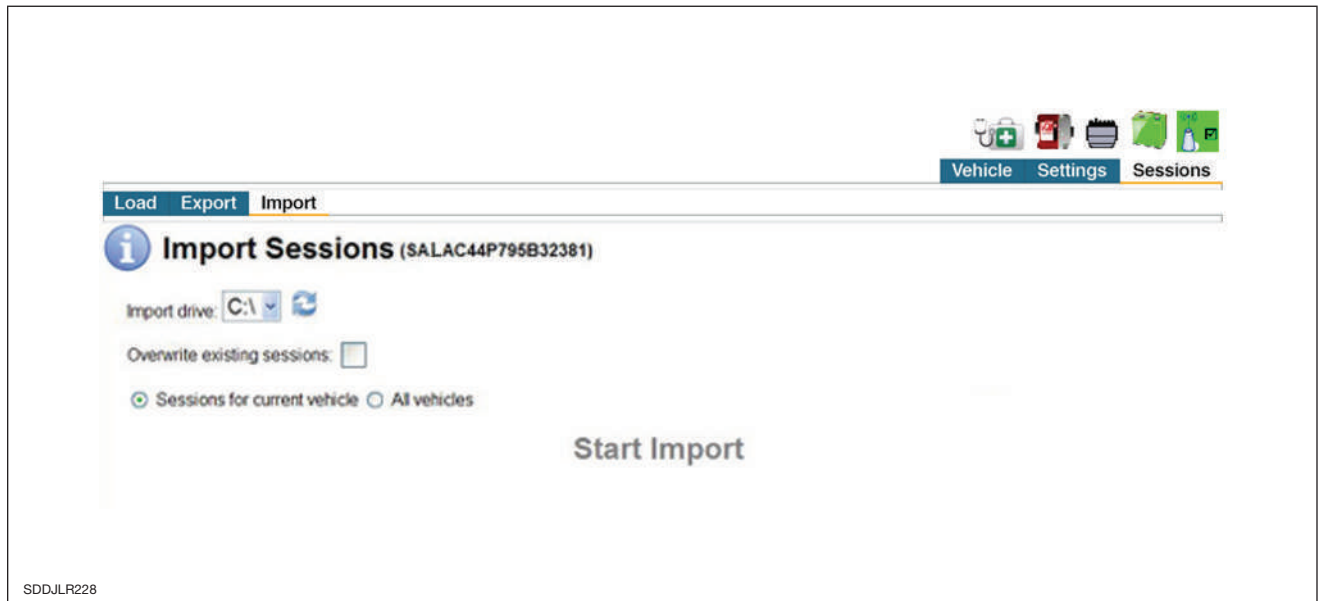 Vehicle Settings Sessions
Load Export Import
Import Sessions (SALAC44P795B32381)
Import drive: C:\
Overwrite existing sessions:
Sessions for current vehicle All vehicles
Start Import
SDDJLR228